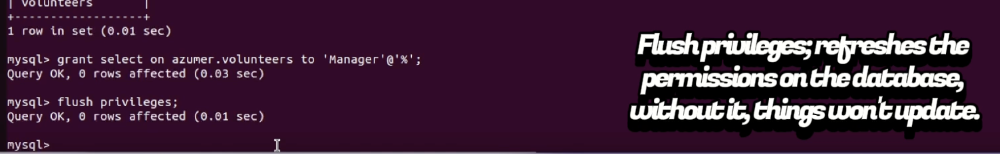 | volunteers |
+------------------+
1 row in set (0.01 sec)
mysql> grant select on azumer.volunteers to 'Manager'@'%';
Query OK, 0 rows affected (0.03 sec)
mysql> flush privileges;
Query OK, 0 rows affected (0.01 sec)
mysql>
Flush privileges; refreshes the
permissions on the database,
without it, things won't update.